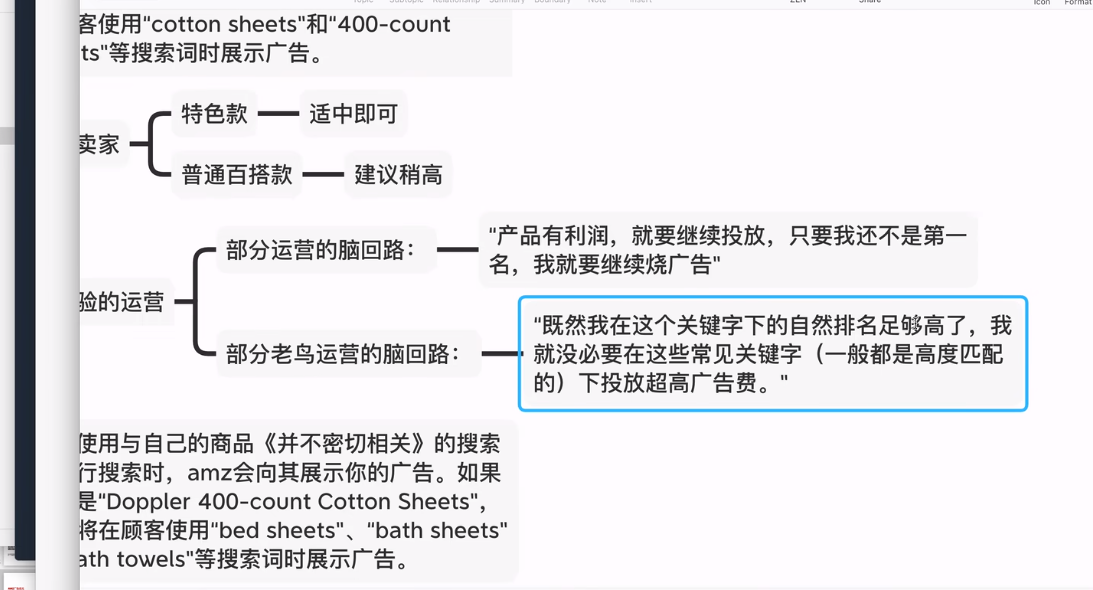 Topic Subtopic Relationship Summary Boundary Note Insert ZEN Share Icon Format
客使用“cotton sheets"和“400-count
ts"等搜索词时展示广告。
卖家
特色款
适中即可
普通百搭款
建议稍高
验的运营
部分运营的脑回路：
“产品有利润，就要继续投放，只要我还不是第一
名，我就要继续烧广告"
部分老鸟运营的脑回路：
“既然我在这个关键字下的自然排名足够高了，我
就没必要在这些常见关键字（一般都是高度匹配
的）下投放超高广告费。"
使用与自己的商品《并不密切相关》的搜索
行搜索时，amz会向其展示你的广告。如果
是“Doppler 400-count Cotton Sheets",
将在顾客使用“bed sheets"、“bath sheets"
ath towels"等搜索词时展示广告。